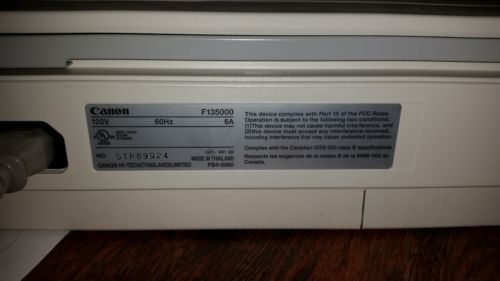 Canon
F135000
120V 60Hz 6A
This device complies with Part 15 of the FCC Rules.
Operation is subject to the following two conditions:
(1)This device may not cause harmful interference, and
(2)this device must accept any interference received,
including interference that may cause undesired operation.
Complies with the Canadian ICES-003 class B specifications.
Respecte les exigences de la classe B de la NMB-003 du
Canada.
UL
NO. STP89924
MADE IN THAILAND
CANON HI-TECH(THAILAND)LIMITED